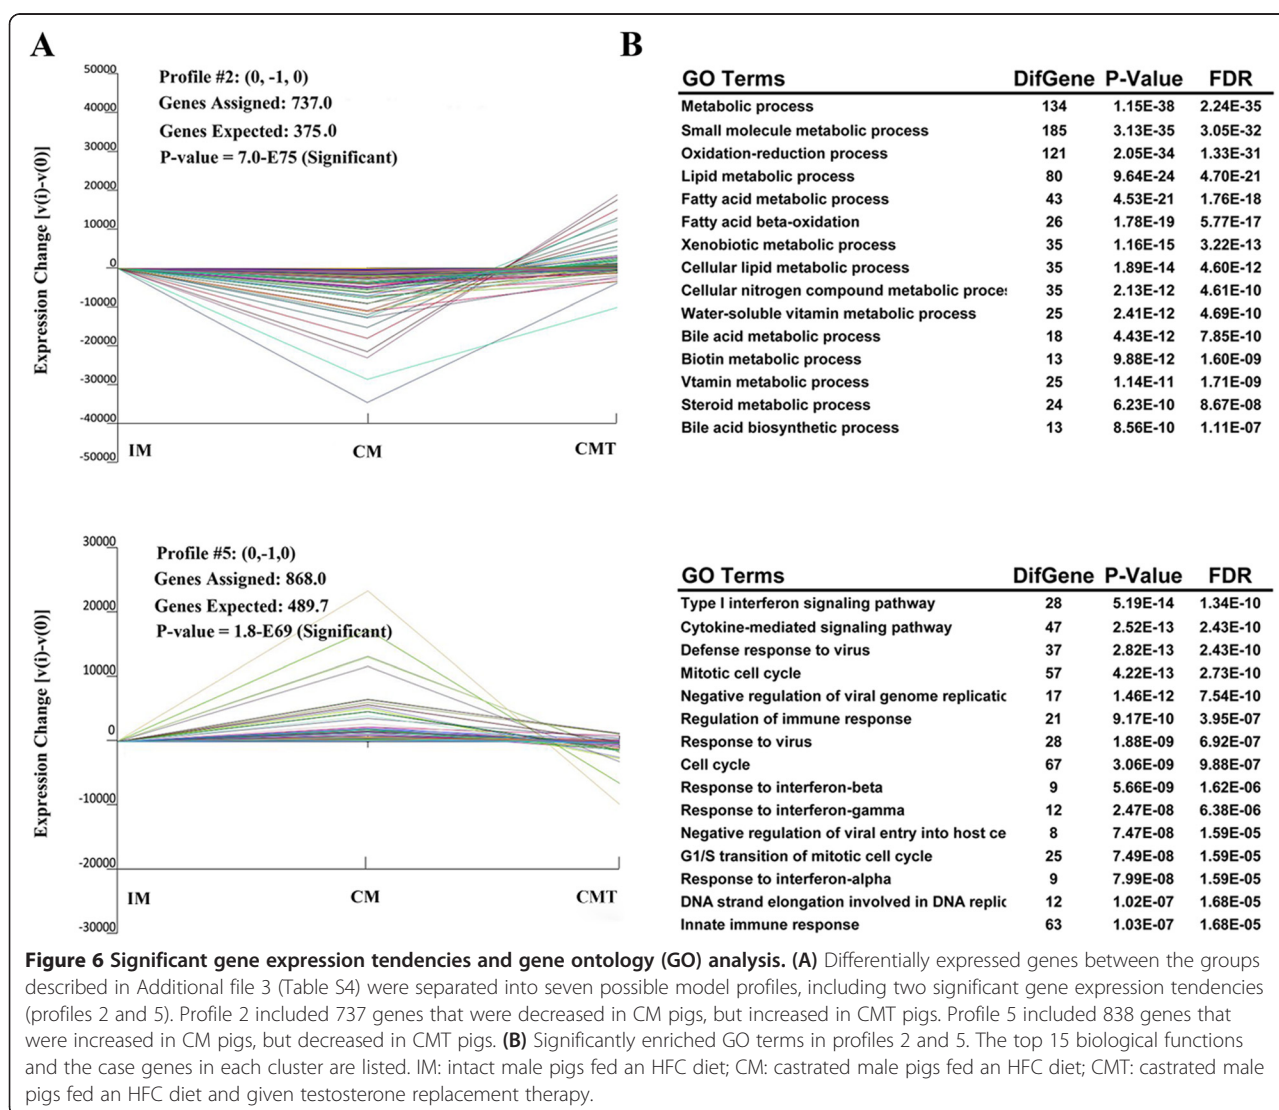 A
B
Expression Change [v(i)-v(0)]
50000
40000
30000
20000
10000
0
-10000
-20000
-30000
-40000
-50000
Profile #2: (0, -1, 0)
Genes Assigned: 737.0
Genes Expected: 375.0
P-value = 7.0-E75 (Significant)
IM
CM
CMT
GO Terms DifGene P-Value FDR
Metabolic process 134 1.15E-38 2.24E-35
Small molecule metabolic process 185 3.13E-35 3.05E-32
Oxidation-reduction process 121 2.05E-34 1.33E-31
Lipid metabolic process 80 9.64E-24 4.70E-21
Fatty acid metabolic process 43 4.53E-21 1.76E-18
Fatty acid beta-oxidation 26 1.78E-19 5.77E-17
Xenobiotic metabolic process 35 1.16E-15 3.22E-13
Cellular lipid metabolic process 35 1.89E-14 4.60E-12
Cellular nitrogen compound metabolic proces 35 2.13E-12 4.61E-10
Water-soluble vitamin metabolic process 25 2.41E-12 4.69E-10
Bile acid metabolic process 18 4.43E-12 7.85E-10
Biotin metabolic process 13 9.88E-12 1.60E-09
Vtamin metabolic process 25 1.14E-11 1.71E-09
Steroid metabolic process 24 6.23E-10 8.67E-08
Bile acid biosynthetic process 13 8.56E-10 1.11E-07
Expression Change [v(i)-v(0)]
30000
20000
10000
0
-10000
-20000
-30000
Profile #5: (0,-1,0)
Genes Assigned: 868.0
Genes Expected: 489.7
P-value = 1.8-E69 (Significant)
IM
CM
CMT
GO Terms DifGene P-Value FDR
Type I interferon signaling pathway 28 5.19E-14 1.34E-10
Cytokine-mediated signaling pathway 47 2.52E-13 2.43E-10
Defense response to virus 37 2.82E-13 2.43E-10
Mitotic cell cycle 57 4.22E-13 2.73E-10
Negative regulation of viral genome replicatic 17 1.46E-12 7.54E-10
Regulation of immune response 21 9.17E-10 3.95E-07
Response to virus 28 1.88E-09 6.92E-07
Cell cycle 67 3.06E-09 9.88E-07
Response to interferon-beta 9 5.66E-09 1.62E-06
Response to interferon-gamma 12 2.47E-08 6.38E-06
Negative regulation of viral entry into host ce 8 7.47E-08 1.59E-05
G1/S transition of mitotic cell cycle 25 7.49E-08 1.59E-05
Response to interferon-alpha 9 7.99E-08 1.59E-05
DNA strand elongation involved in DNA replic 12 1.02E-07 1.68E-05
Innate immune response 63 1.03E-07 1.68E-05
Figure 6 Significant gene expression tendencies and gene ontology (GO) analysis. (A) Differentially expressed genes between the groups
described in Additional file 3 (Table S4) were separated into seven possible model profiles, including two significant gene expression tendencies
(profiles 2 and 5). Profile 2 included 737 genes that were decreased in CM pigs, but increased in CMT pigs. Profile 5 included 838 genes that
were increased in CM pigs, but decreased in CMT pigs. (B) Significantly enriched GO terms in profiles 2 and 5. The top 15 biological functions
and the case genes in each cluster are listed. IM: intact male pigs fed an HFC diet; CM: castrated male pigs fed an HFC diet; CMT: castrated male
pigs fed an HFC diet and given testosterone replacement therapy.